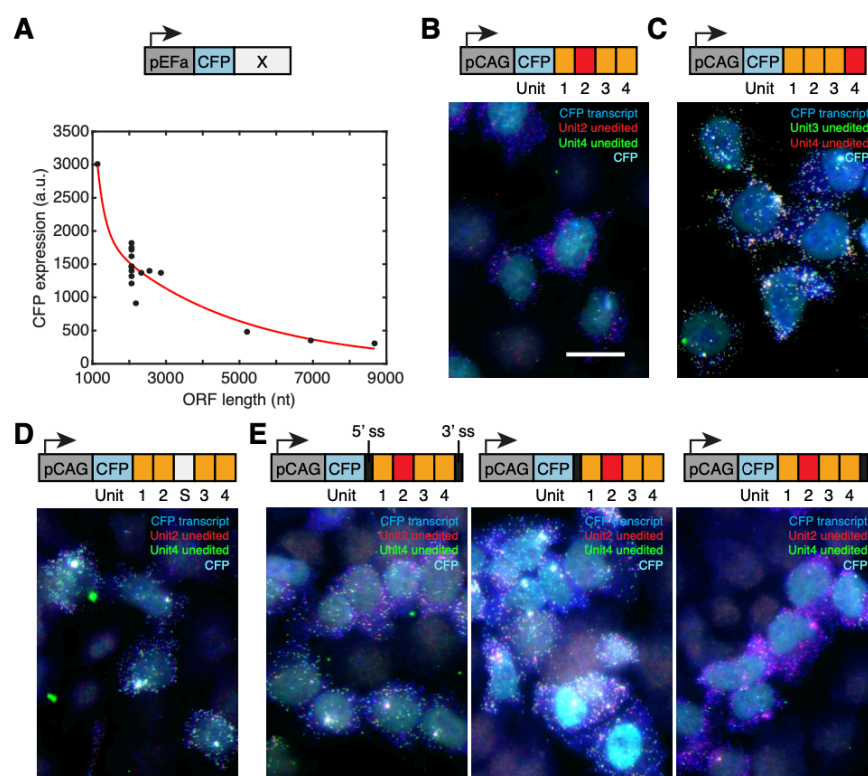 A
pEFa CFP X
3500
3000
2500
2000
1500
1000
500
0
CFP expression (a.u.)
1000 3000 5000 7000 9000
ORF length (nt)
B
pCAG CFP
Unit 1 2 3 4
CFP transcript
Unit2 unedited
Unit4 unedited
CFP
C
pCAG CFP
Unit 1 2 3 4
CFP transcript
Unit3 unedited
Unit4 unedited
CFP
D
pCAG CFP
Unit 1 2 S 3 4
CFP transcript
Unit2 unedited
Unit4 unedited
CFP
E
5' ss 3' ss
pCAG CFP
Unit 1 2 3 4
CFP transcript
Unit2 unedited
Unit4 unedited
CFP
pCAG CFP
Unit 1 2 3 4
CFP transcript
Unit2 unedited
Unit4 unedited
CFP
pCAG CFP
Unit 1 2 3 4
CFP transcript
Unit2 unedited
Unit4 unedited
CFP